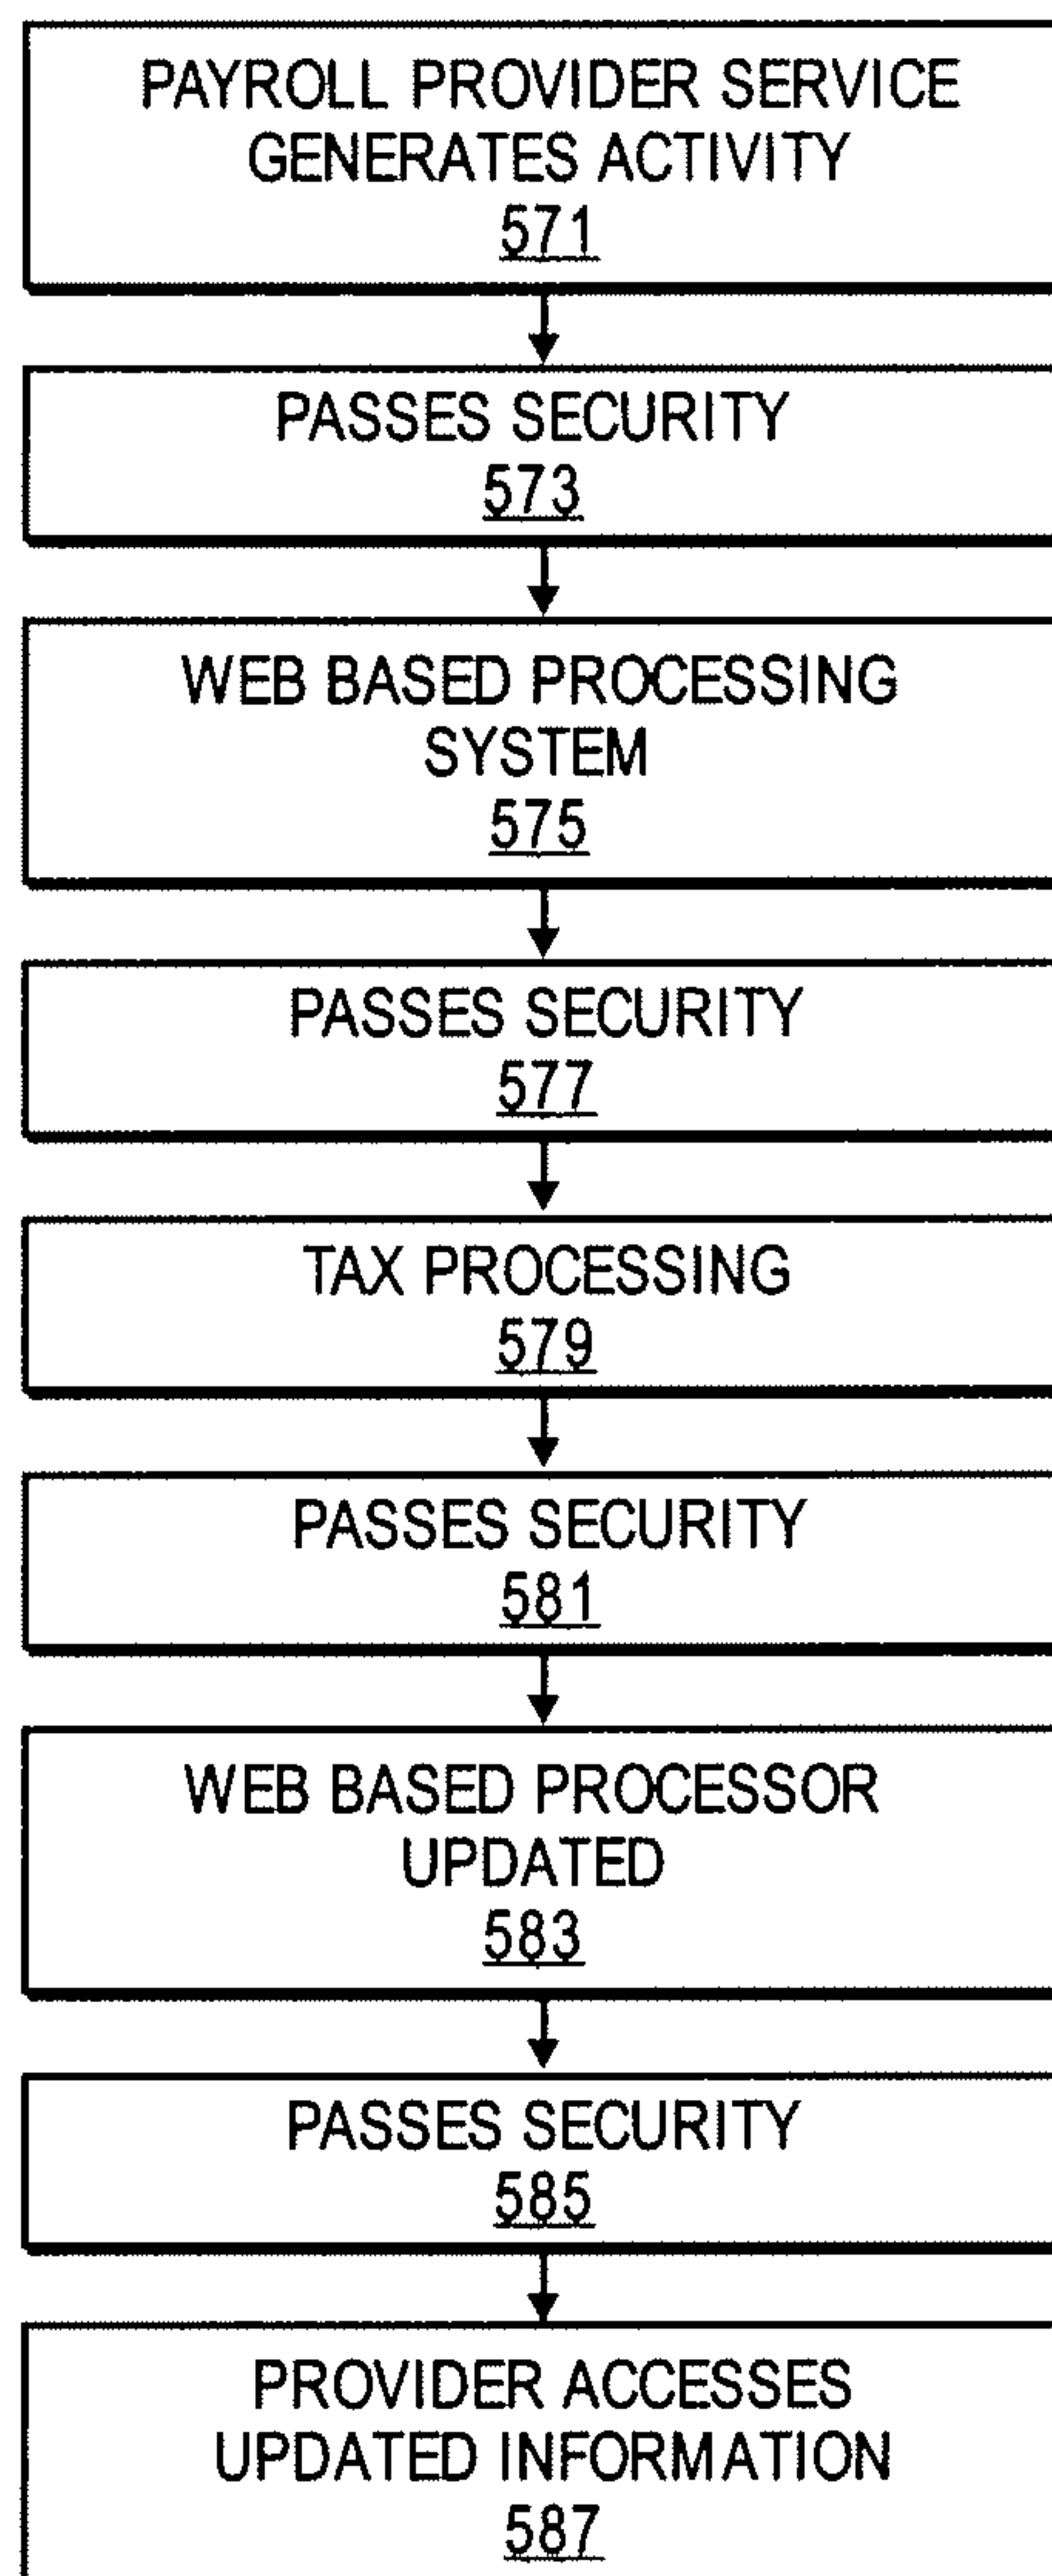 PAYROLL PROVIDER SERVICE
GENERATES ACTIVITY
571
PASSES SECURITY
573
WEB BASED PROCESSING
SYSTEM
575
PASSES SECURITY
577
TAX PROCESSING
579
PASSES SECURITY
581
WEB BASED PROCESSOR
UPDATED
583
PASSES SECURITY
585
PROVIDER ACCESSES
UPDATED INFORMATION
587